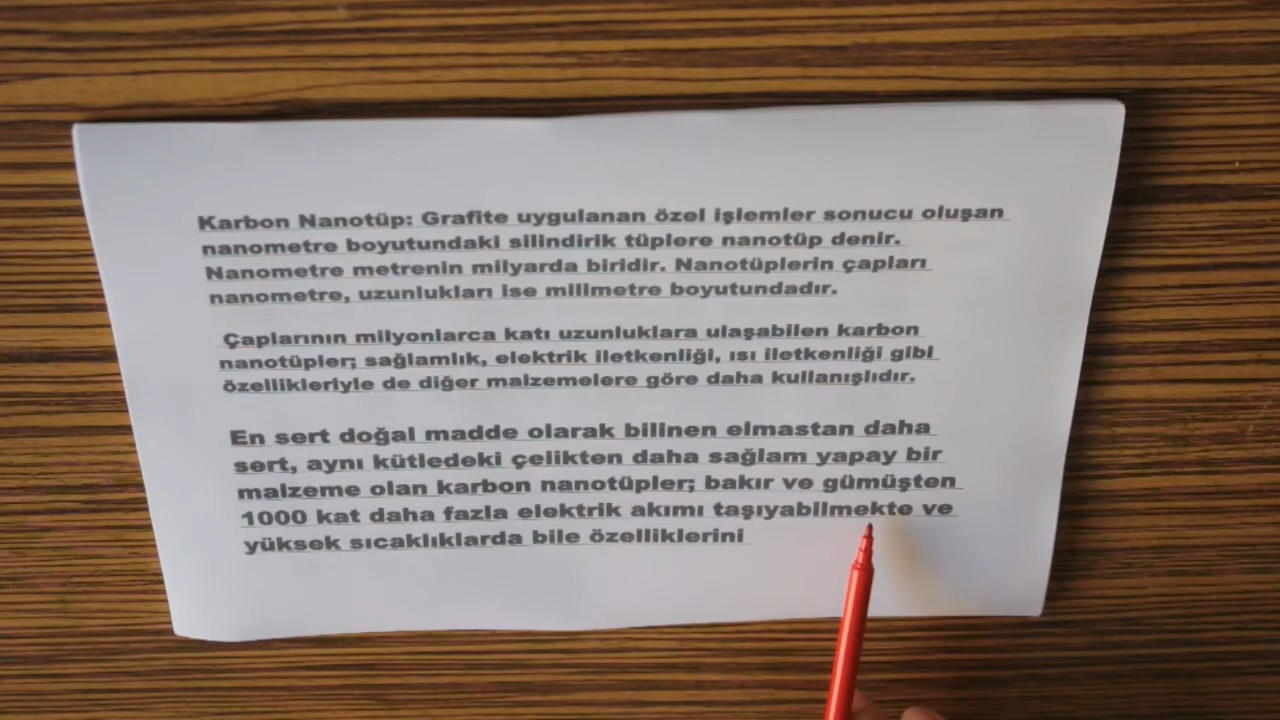 Karbon Nanotüp: Grafite uygulanan özel işlemler sonucu oluşan
nanometre boyutundaki silindirik tüplere nanotüp denir.
Nanometre metrenin milyarda biridir. Nanotüplerin çapları
nanometre, uzunlukları ise milimetre boyutundadır.
Çaplarının milyonlarca katı uzunluklara ulaşabilen karbon
nanotüpler; sağlamlık, elektrik iletkenliği, ısı iletkenliği gibi
özellikleriyle de diğer malzemelere göre daha kullanışlıdır.
En sert doğal madde olarak bilinen elmastan daha
sert, aynı kütledeki çelikten daha sağlam yapay bir
malzeme olan karbon nanotüpler; bakır ve gümüşten
1000 kat daha fazla elektrik akımı taşıyabilmekte ve
yüksek sıcaklıklarda bile özelliklerini